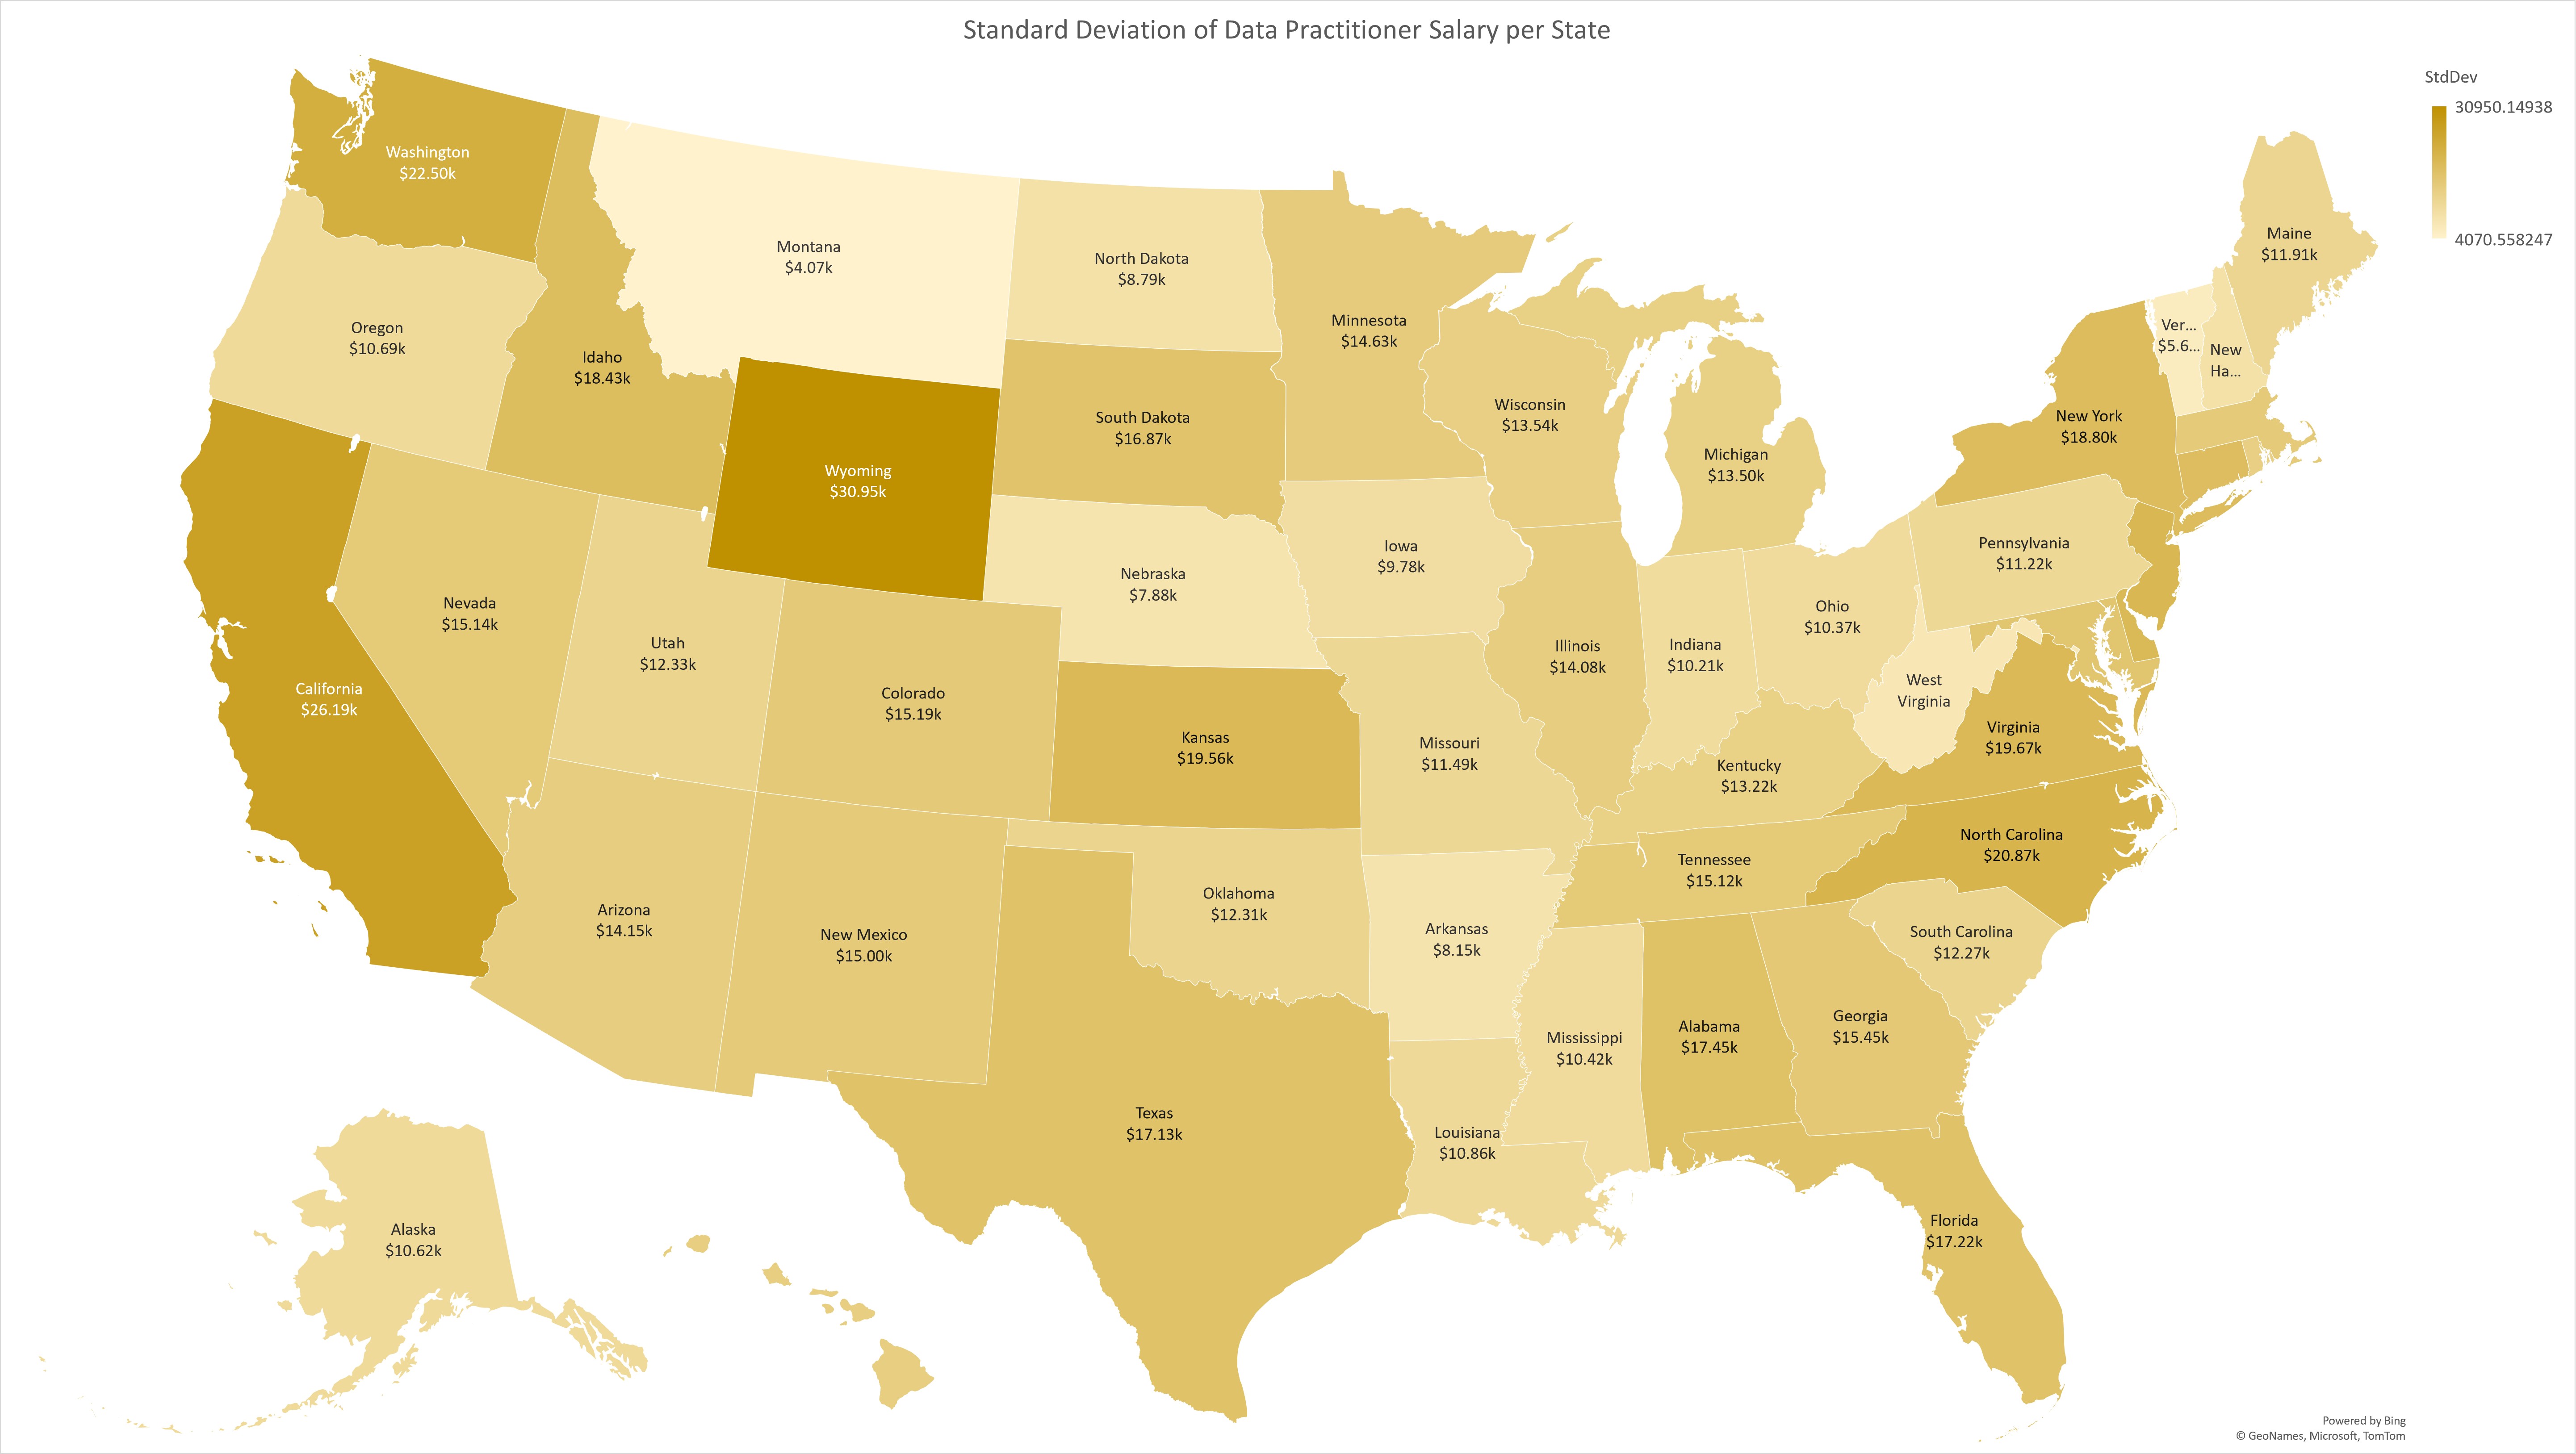 Standard Deviation of Data Practitioner Salary per State
StdDev
30950.14938
4070.558247
Washington
$22.50k
Montana
$4.07k
North Dakota
$8.79k
Minnesota
$14.63k
Maine
$11.91k
Oregon
$10.69k
Idaho
$18.43k
Ver...
$5.6...
New
Ha...
South Dakota
$16.87k
Wisconsin
$13.54k
Michigan
$13.50k
New York
$18.80k
Wyoming
$30.95k
Nebraska
$7.88k
Iowa
$9.78k
Pennsylvania
$11.22k
Nevada
$15.14k
Utah
$12.33k
Illinois
$14.08k
Indiana
$10.21k
Ohio
$10.37k
West
Virginia
California
$26.19k
Colorado
$15.19k
Kansas
$19.56k
Missouri
$11.49k
Kentucky
$13.22k
Virginia
$19.67k
North Carolina
$20.87k
Tennessee
$15.12k
Oklahoma
$12.31k
Arizona
$14.15k
New Mexico
$15.00k
Arkansas
$8.15k
South Carolina
$12.27k
Mississippi
$10.42k
Alabama
$17.45k
Georgia
$15.45k
Texas
$17.13k
Louisiana
$10.86k
Alaska
$10.62k
Florida
$17.22k
Powered by Bing
© GeoNames, Microsoft, TomTom